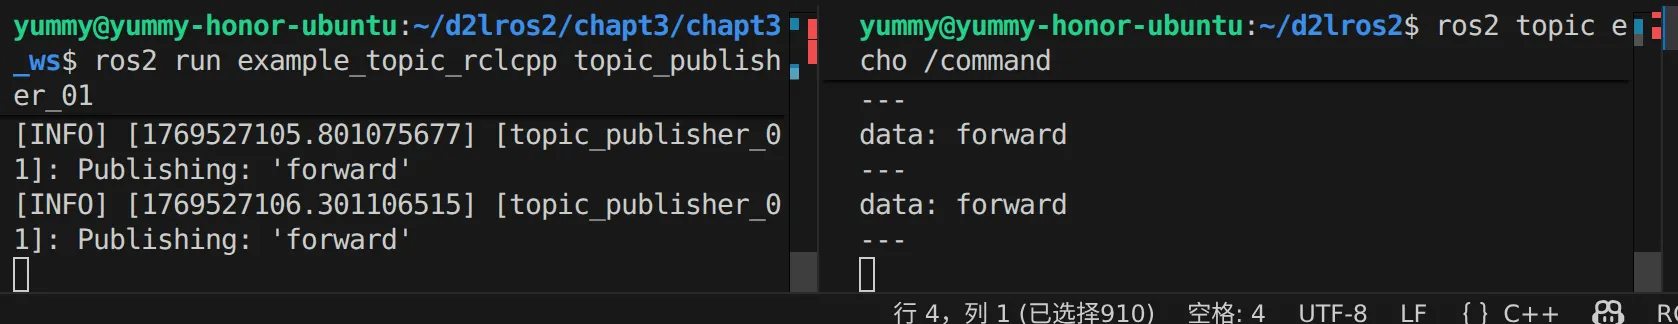 yummy@yummy-honor-ubuntu:~/d2lros2/chapt3/chapt3
_ws$ ros2 run example_topic_rclcpp topic_publish
er_01
[INFO] [1769527105.801075677] [topic_publisher_0
1]: Publishing: 'forward'
[INFO] [1769527106.301106515] [topic_publisher_0
1]: Publishing: 'forward'
yummy@yummy-honor-ubuntu:~/d2lros2$ ros2 topic e
cho /command
---
data: forward
---
data: forward
---
行 4，列 1 (已选择910) 空格: 4 UTF-8 LF {} C++